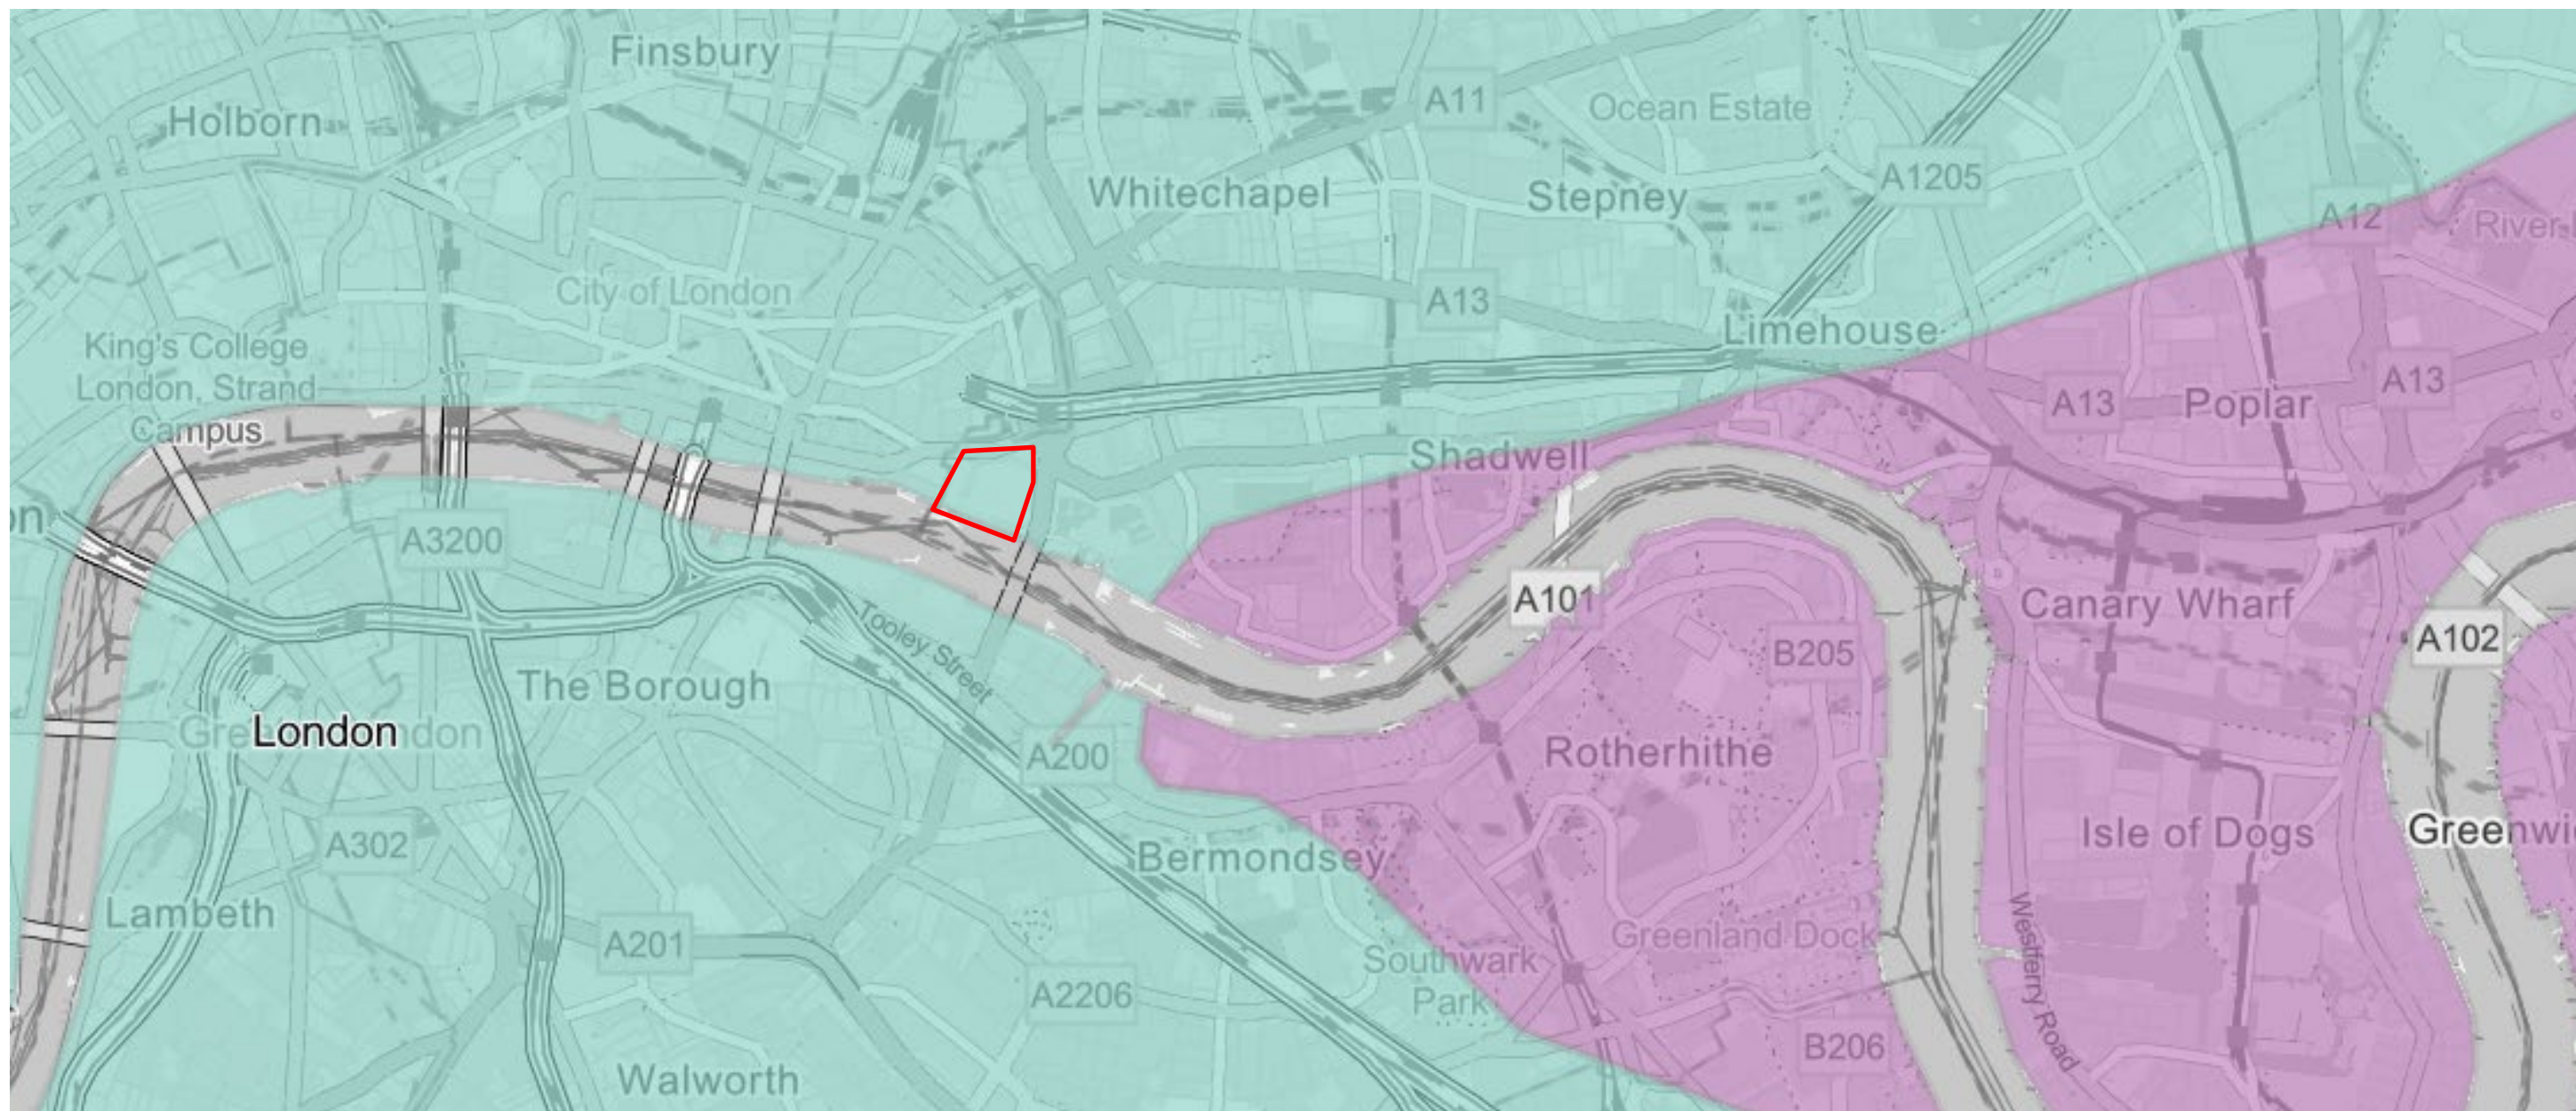 Finsbury
Holborn
A11
Ocean Estate
Whitechapel
Stepney
A1205
A12
River
City of London
A13
Limehouse
King's College
London, Strand
Campus
A13
Poplar
A13
Shadwell
on
A3200
A101
Canary Wharf
A102
Tooley Street
B205
The Borough
London
A200
Rotherhithe
A302
Bermondsey
Isle of Dogs
Greenwi
Lambeth
A201
Greenland Dock
Westferry Road
Southwark
Park
A2206
B206
Walworth